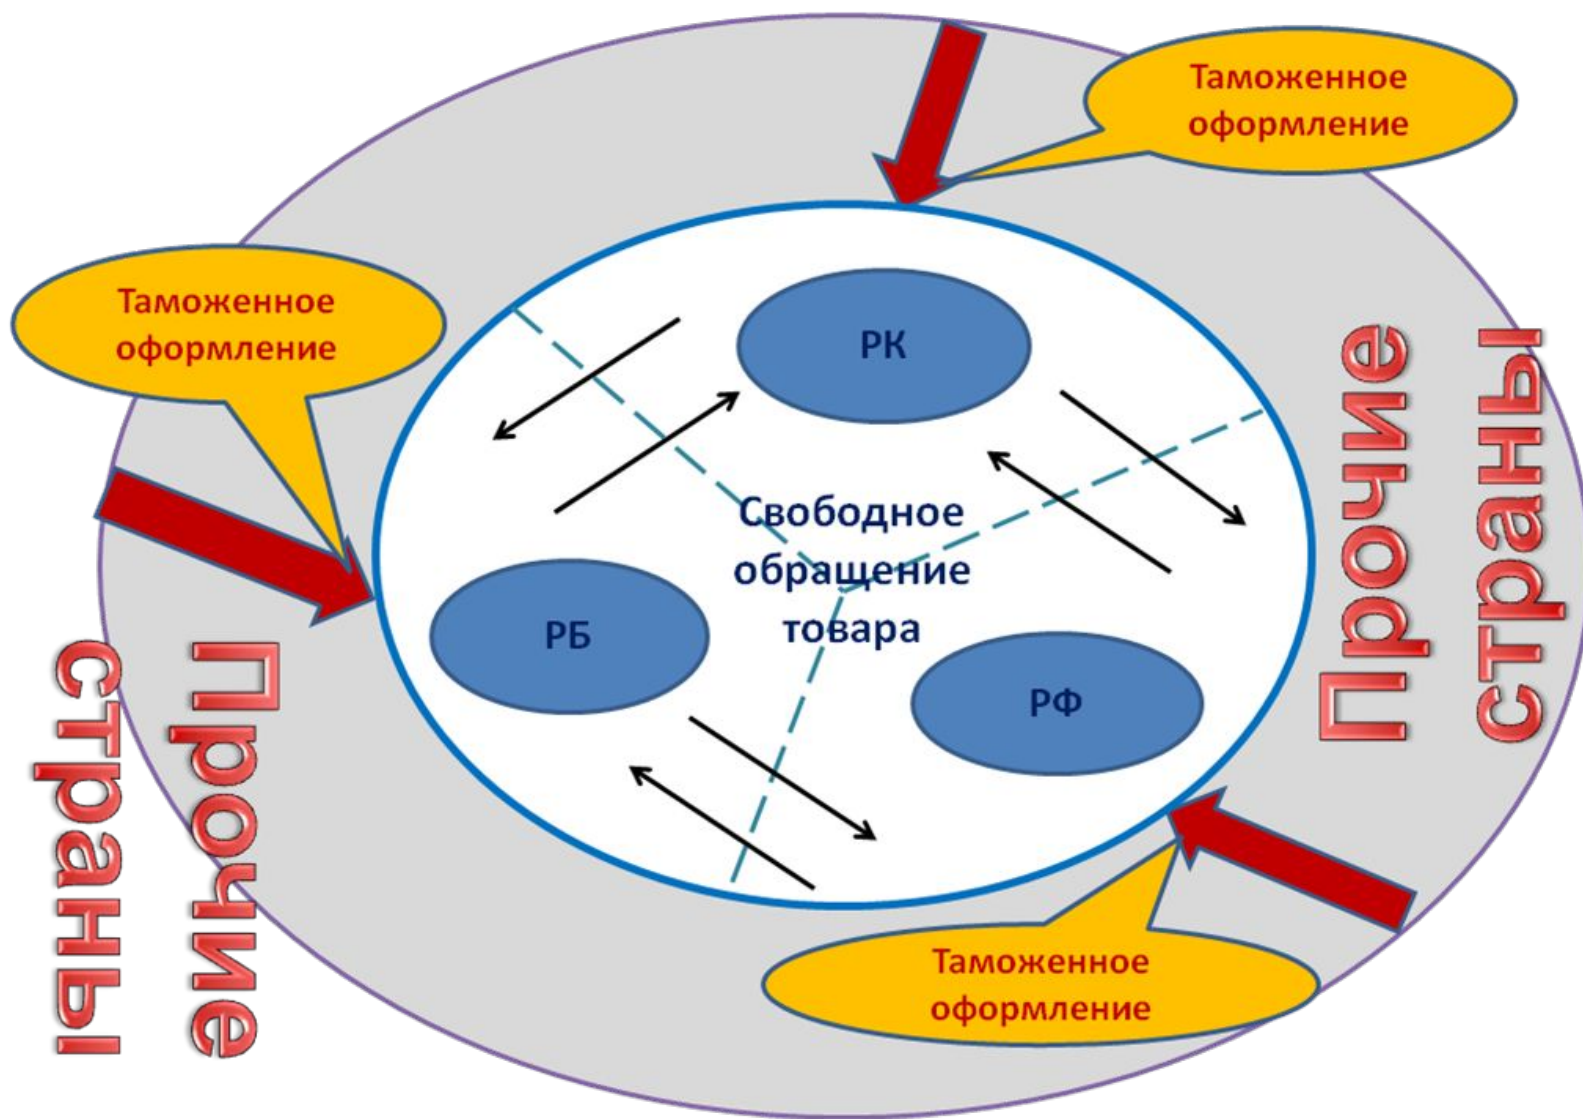 Таможенное
оформление
Таможенное
оформление
РК
Прочие
страны
Свободное
обращение
товара
РБ
РФ
Прочие
страны
Таможенное
оформление